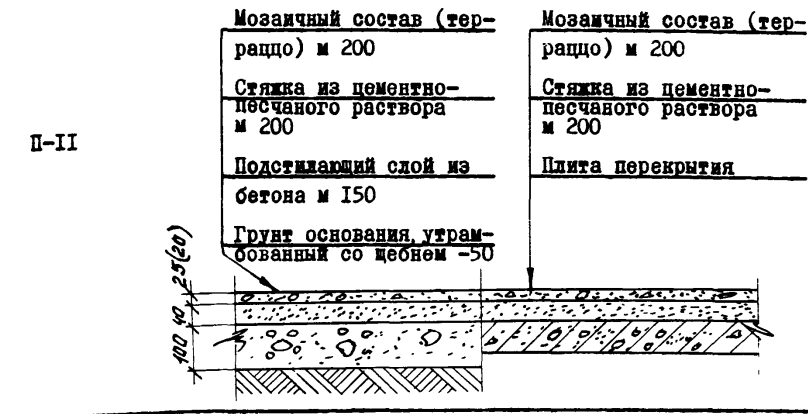 П-II
Мозаичный состав (тер-
раццо) м 200
Стяжка из цементно-
песчаного раствора
м 200
Подстилающий слой из
бетона м I50
Грунт основания, утрам-
бованный со щебнем -50
Мозаичный состав (тер-
раццо) м 200
Стяжка из цементно-
песчаного раствора
м 200
Плита перекрытия
25(20)
40
100